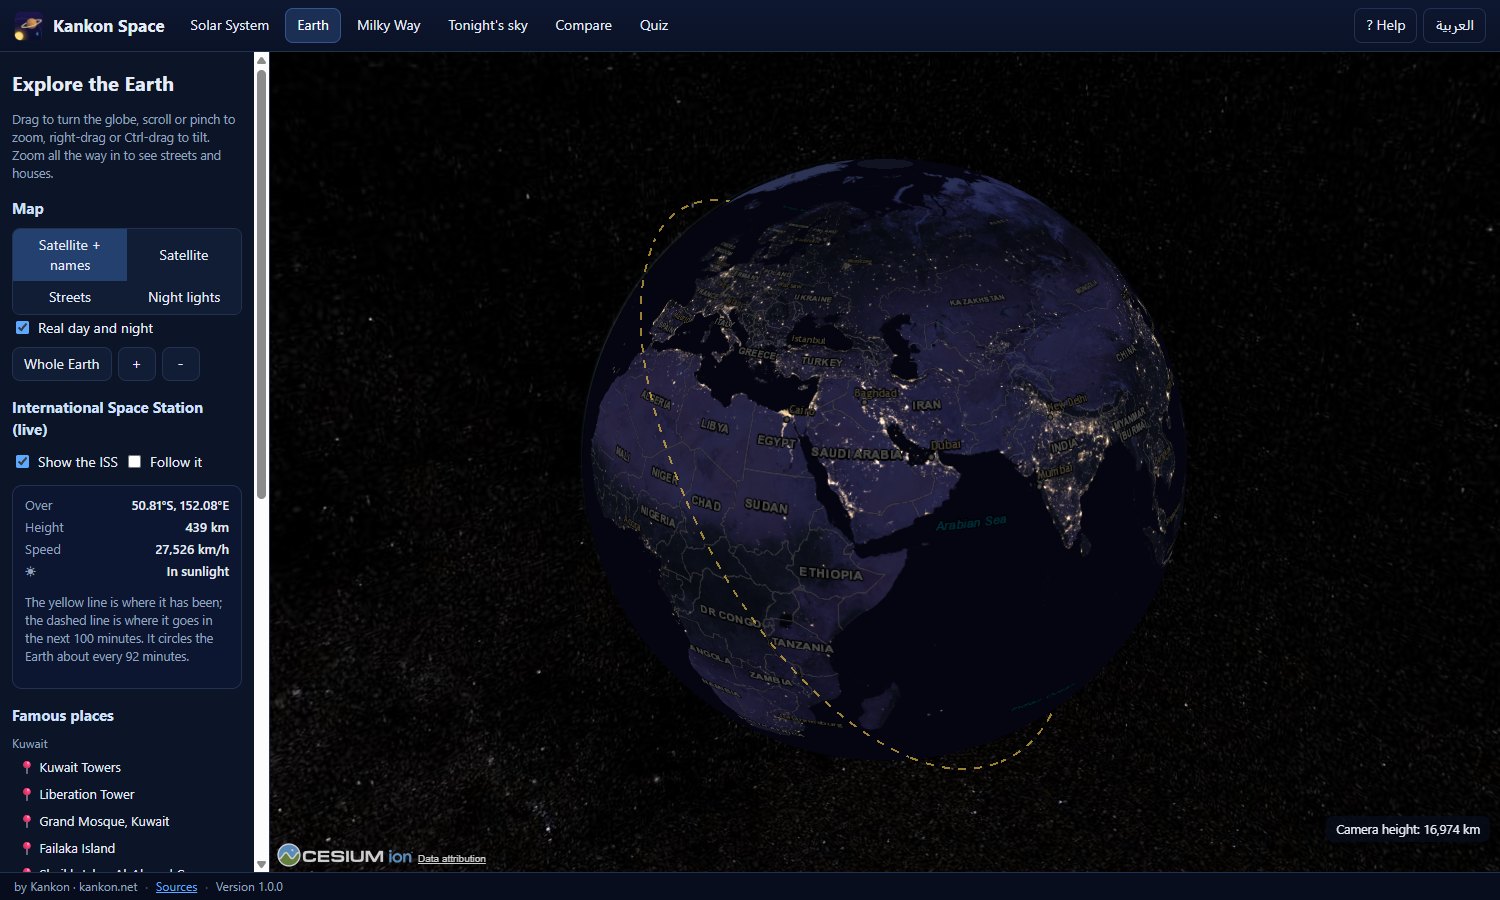 Kankon Space
Solar System
Earth
Milky Way
Tonight's sky
Compare
Quiz
? Help
العربية
Explore the Earth
Drag to turn the globe, scroll or pinch to
zoom, right-drag or Ctrl-drag to tilt.
Zoom all the way in to see streets and
houses.
Map
Satellite +
names
Satellite
Streets
Night lights
Real day and night
Whole Earth
+
-
International Space Station
(live)
Show the ISS
Follow it
Over 50.81°S, 152.08°E
Height 439 km
Speed 27,526 km/h
☀ In sunlight
The yellow line is where it has been;
the dashed line is where it goes in
the next 100 minutes. It circles the
Earth about every 92 minutes.
Famous places
Kuwait
Kuwait Towers
Liberation Tower
Grand Mosque, Kuwait
Failaka Island
UKRAINE
KAZAKHSTAN
MONGOLIA
Istanbul
GREECE
TURKEY
CHINA
ALGERIA
LIBYA
Cairo
EGYPT
Baghdad
IRAN
New Delhi
MYANMAR
(BURMA)
SAUDI ARABIA
Dubai
INDIA
Mumbai
MALI
NIGER
CHAD
SUDAN
NIGERIA
Arabian Sea
ETHIOPIA
DR CONGO
TANZANIA
ANGOLA
ZAMBIA
NAMIBIA
Camera height: 16,974 km
CESIUM ion
Data attribution
by Kankon · kankon.net · Sources · Version 1.0.0